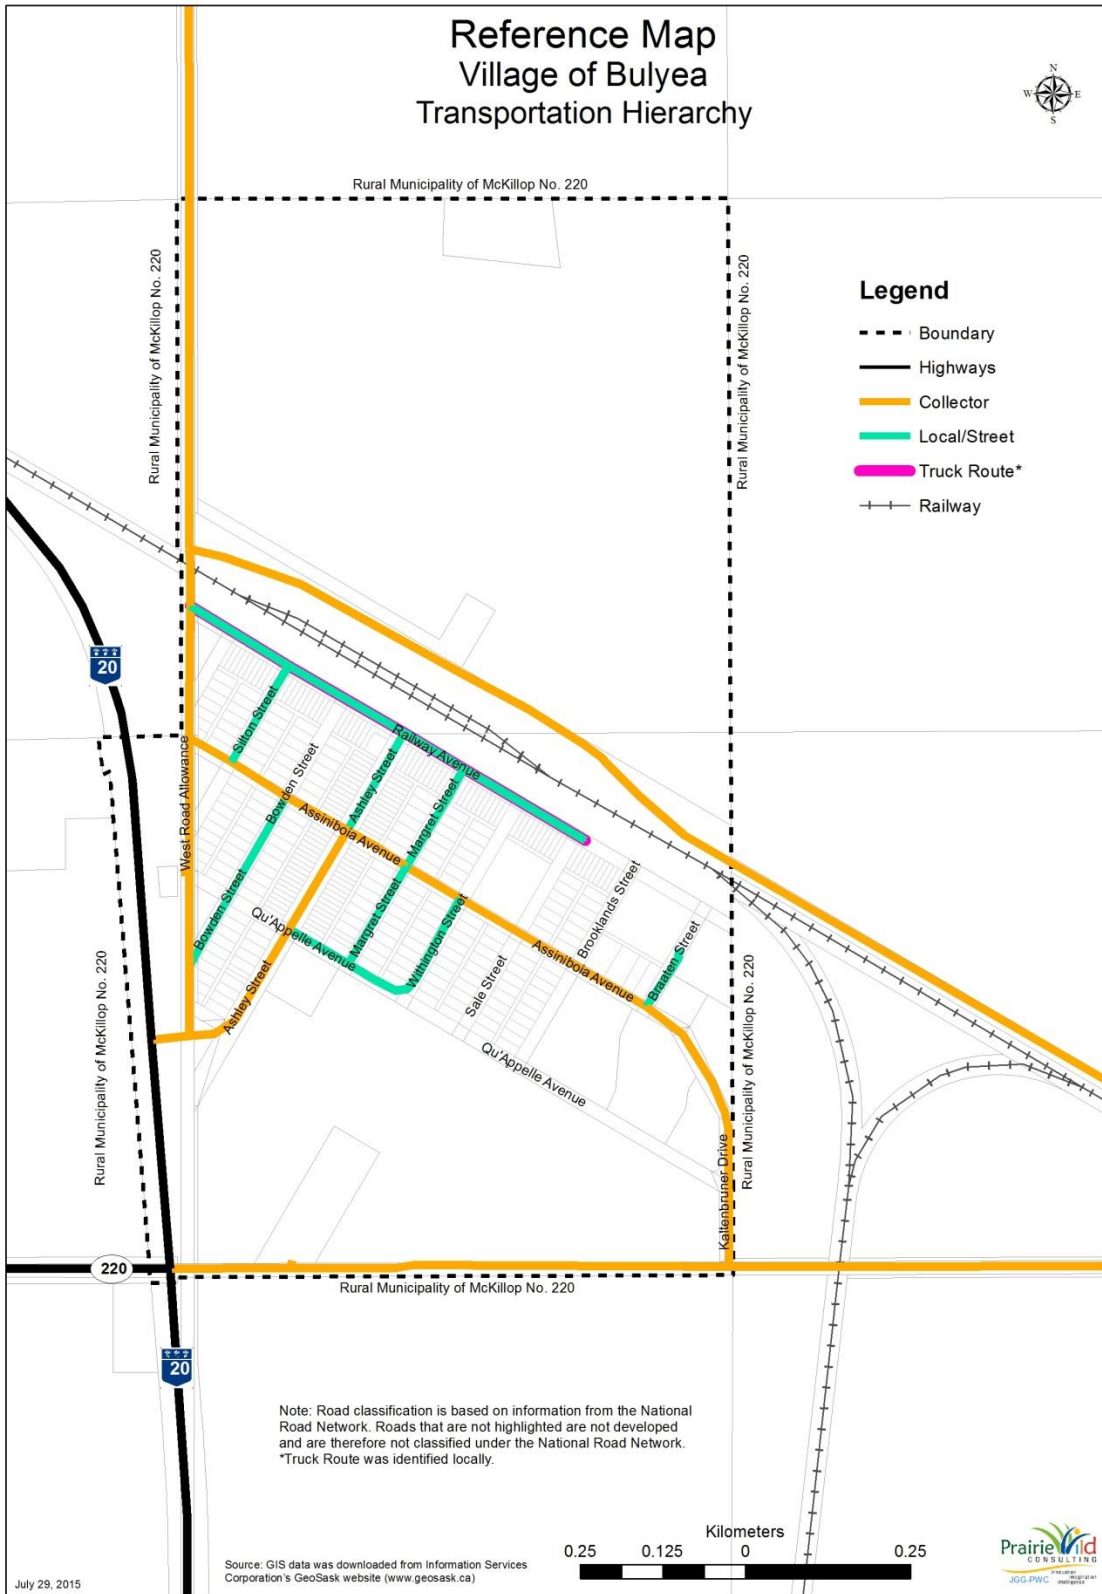 Reference Map
Village of Bulyea
Transportation Hierarchy
N
W
E
S
Rural Municipality of McKillop No. 220
Rural Municipality of McKillop No. 220
Rural Municipality of McKillop No. 220
Legend
Boundary
Highways
Collector
Local/Street
Truck Route*
Railway
20
Silton Street
Railway Avenue
Bowden Street
Ashley Street
Margret Street
West Road Allowance
Assiniboia Avenue
Bowden Street
Qu'Appelle Avenue
Margret Street
Withington Street
Brooklands Street
Assiniboia Avenue
Braaten Street
Sale Street
Ashley Street
Qu'Appelle Avenue
Rural Municipality of McKillop No. 220
Rural Municipality of McKillop No. 220
Kaltenbruner Drive
220
Rural Municipality of McKillop No. 220
20
Note: Road classification is based on information from the National
Road Network. Roads that are not highlighted are not developed
and are therefore not classified under the National Road Network.
*Truck Route was identified locally.
Kilometers
0.25 0.125 0 0.25
Source: GIS data was downloaded from Information Services
Corporation's GeoSask website (www.geosask.ca)
July 29, 2015
PrairieWild
CONSULTING
JGG-PWC
innovation
imagination
intelligence